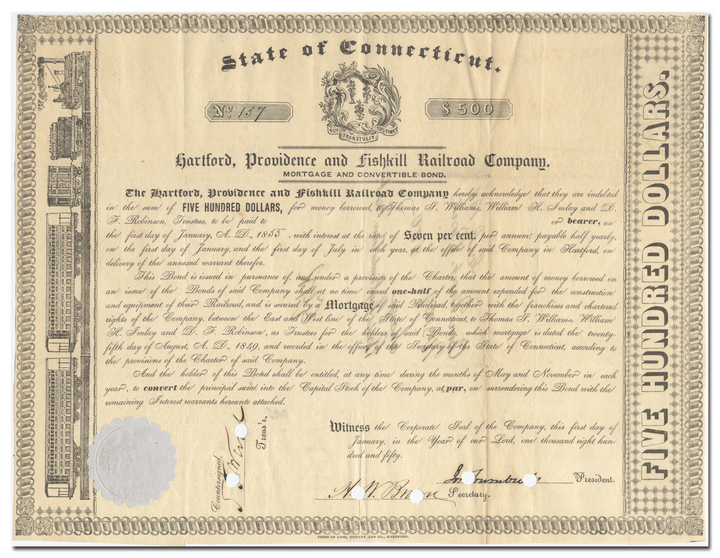 State of Connecticut.
No. 157
$500
QUI TRANSTULIT SUSTINET
Hartford, Providence and Fishkill Railroad Company.
MORTGAGE AND CONVERTIBLE BOND.
The Hartford, Providence and Fishkill Railroad Company hereby acknowledge that they are indebted
in the sum of FIVE HUNDRED DOLLARS, for money borrowed, to Thomas S. Williams, William H. Imlay and D.
F. Robinson, Trustees, to be paid to or bearer, on
the first day of January, A. D. 1855, with interest at the rate of Seven per cent. per annum, payable half yearly,
on the first day of January, and the first day of July in each year, at the office of said Company in Hartford, on
delivery of the annexed warrant therefor.
This Bond is issued in pursuance of, and under a provision of the Charter, that the amount of money borrowed on
an issue of the Bonds of said Company shall at no time exceed one-half of the amount expended for the construction
and equipment of their Railroad, and is secured by a Mortgage of said Railroad, together with the franchise and chartered
rights of the Company, between the East and West line of the State of Connecticut, to Thomas S. Williams, William
H. Imlay and D. F. Robinson, as Trustees for the holders of said Bonds, which mortgage is dated the twenty-
fifth day of August, A. D., 1849, and recorded in the office of the Secretary of the State of Connecticut, according to
the provisions of the Charter of said Company.
And the holder of this Bond shall be entitled, at any time during the months of May and November in each
year, to convert the principal sum into the Capital Stock of the Company, at par, on surrendering this Bond with the
remaining Interest warrants hereunto attached.
Witness the Corporate Seal of the Company, this first day of
January, in the Year of our Lord, one thousand eight hun-
dred and fifty.
Countersigned,
Treas'r.
President.
Secretary.
FIVE HUNDRED DOLLARS.
PRESS OF CASE, TIFFANY AND CO., HARTFORD.